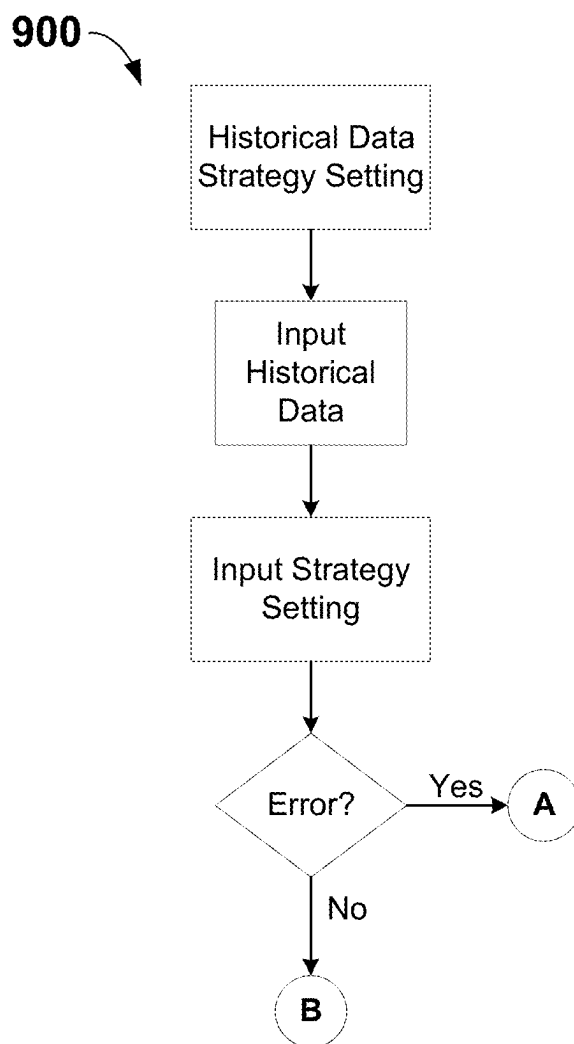 900
Historical Data
Strategy Setting
Input
Historical
Data
Input Strategy
Setting
Error?
Yes
A
No
B